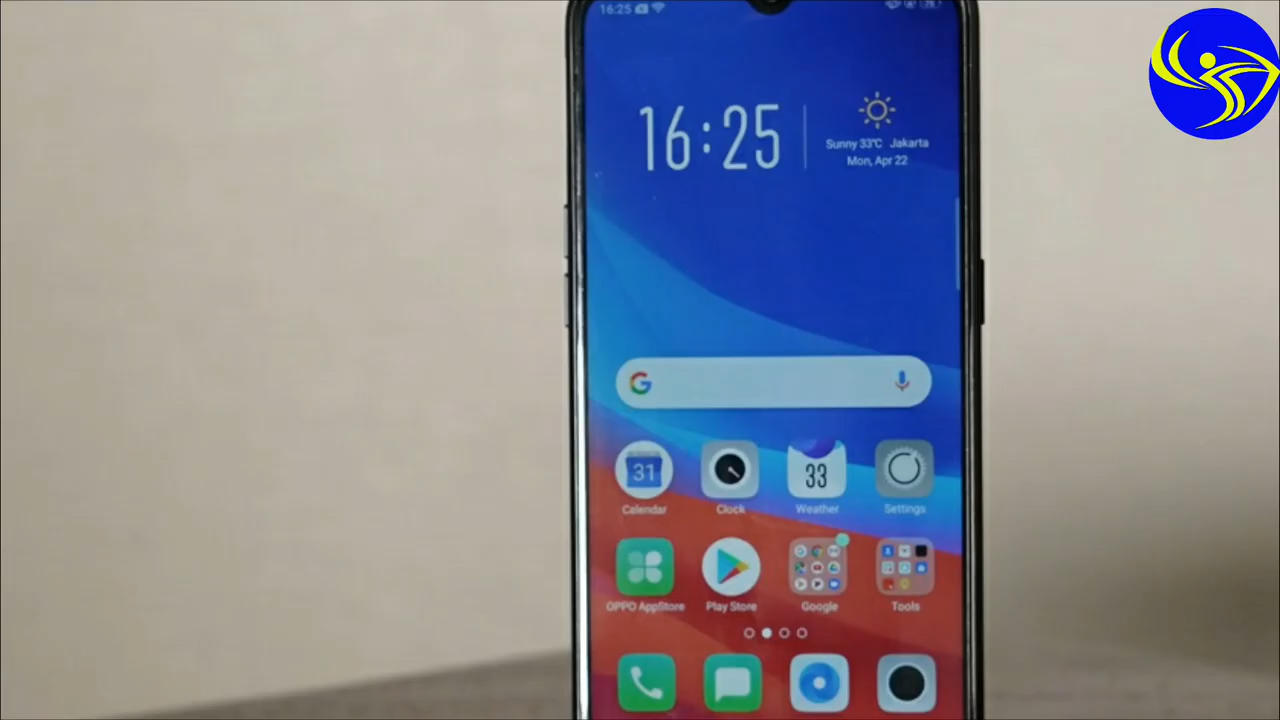 16:25
16:25
Sunny 33°C Jakarta
Mon, Apr 22
31
33
Calendar Clock Weather Settings
OPPO AppStore Play Store Google Tools